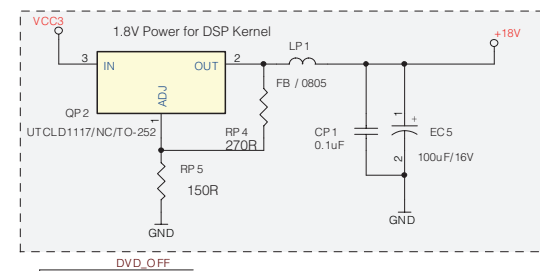 VCC3
1.8V Power for DSP Kernel
+18V
LP1
3 IN OUT 2
ADJ
FB / 0805
QP2
1
UTCLD1117/NC/TO-252
RP4
270R
CP1
0.1uF
1
+
EC5
2
100uF/16V
RP5
150R
GND
GND
DVD_OFF